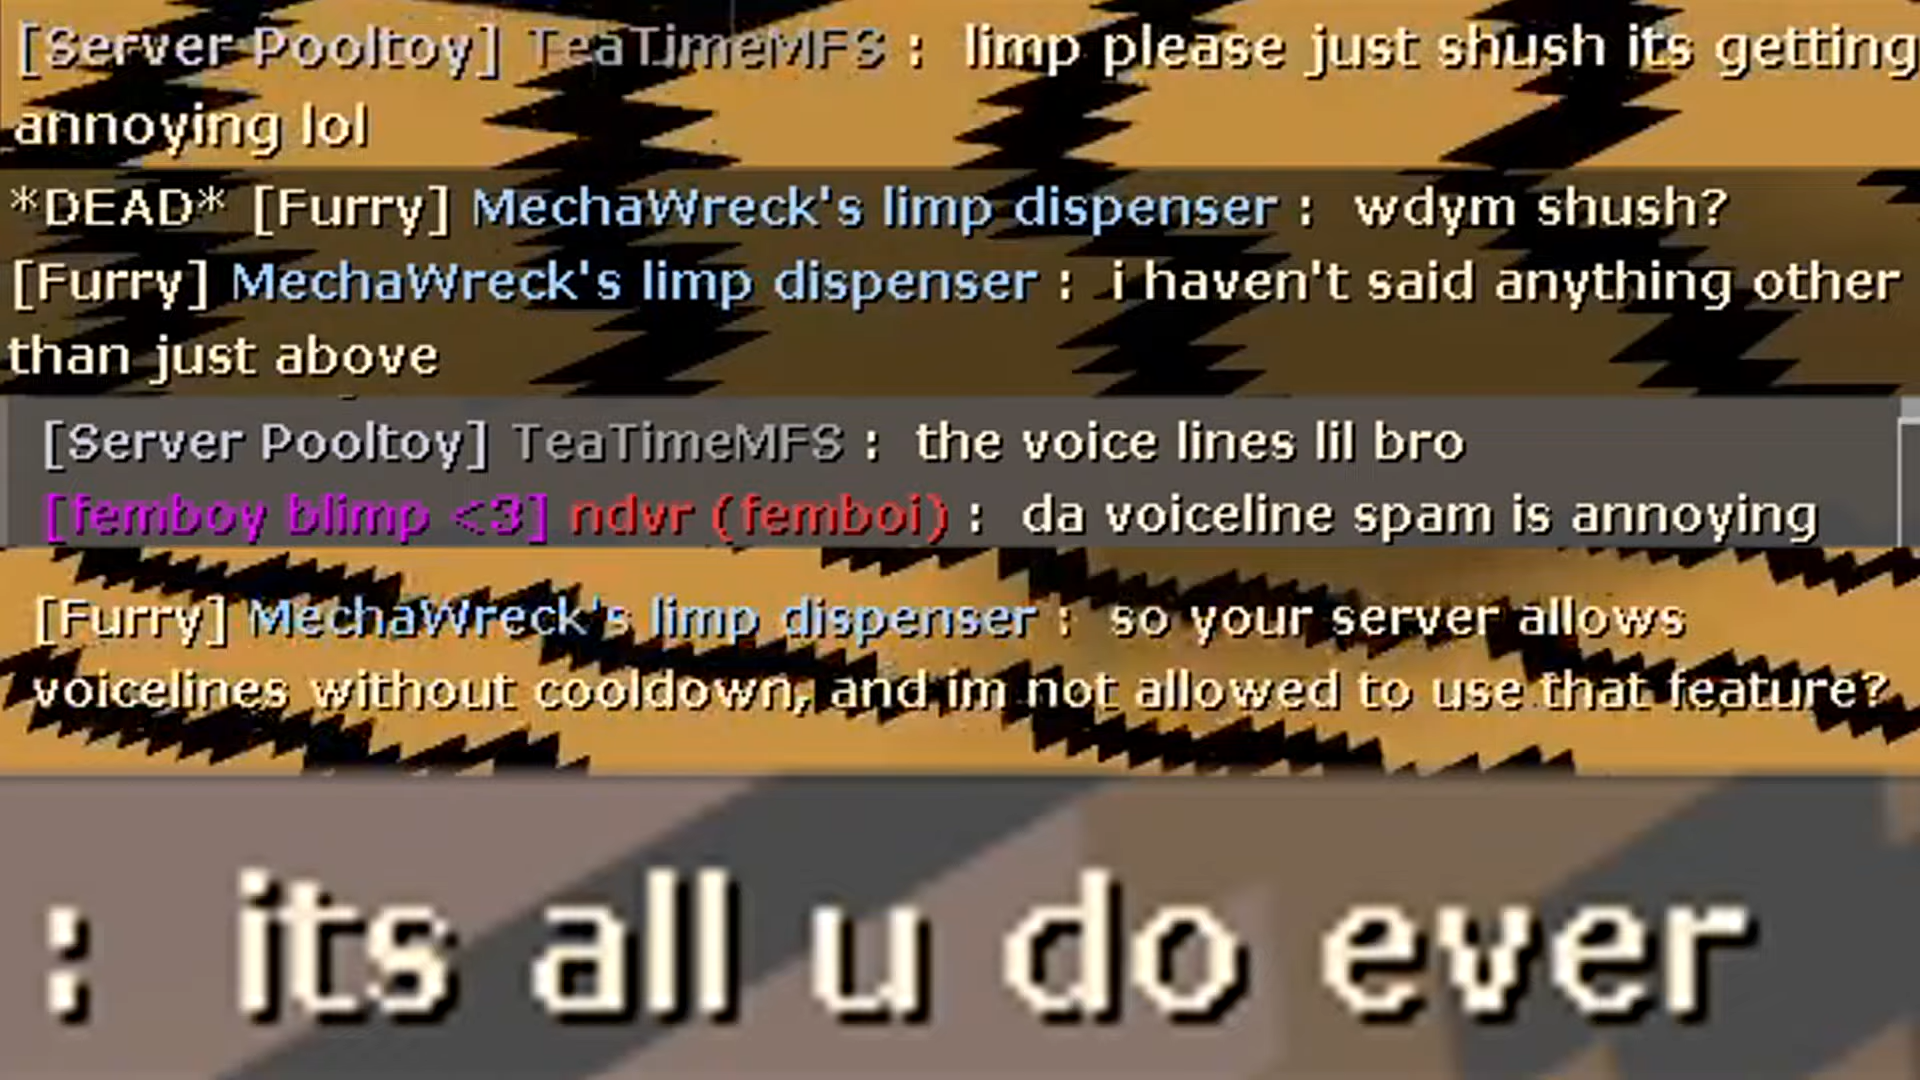 [Server Pooltoy] TeaTimeMFS :  limp please just shush its getting
annoying lol
*DEAD* [Furry] MechaWreck's limp dispenser :  wdym shush?
[Furry] MechaWreck's limp dispenser :  i haven't said anything other
than just above
[Server Pooltoy] TeaTimeMFS :  the voice lines lil bro
[femboy blimp <3] ndvr (femboi) :  da voiceline spam is annoying
[Furry] MechaWreck's limp dispenser :  so your server allows
voicelines without cooldown, and im not allowed to use that feature?
:  its all u do ever